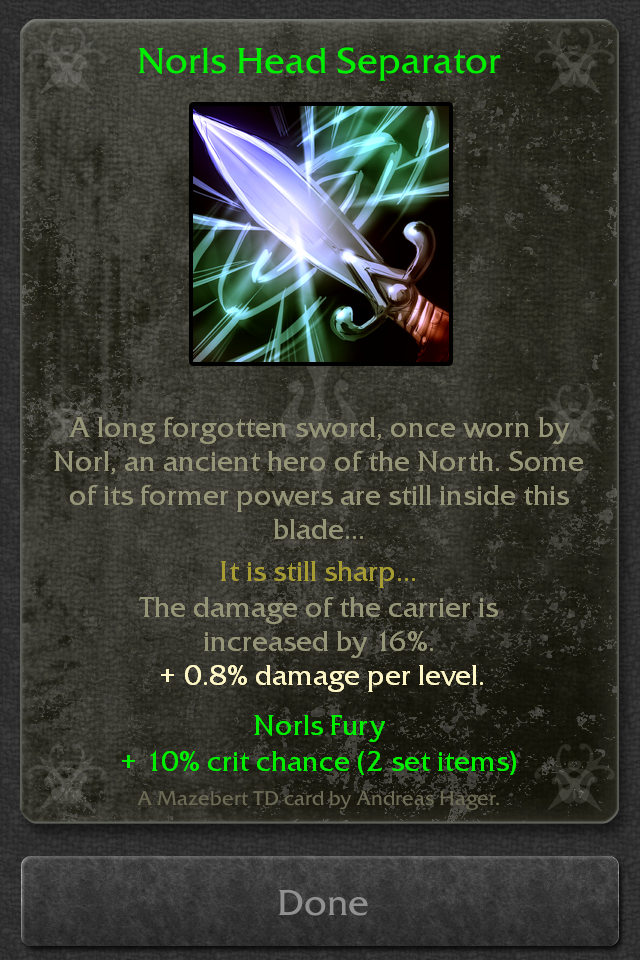 Norls Head Separator
A long forgotten sword, once worn by
Norl, an ancient hero of the North. Some
of its former powers are still inside this
blade...
It is still sharp...
The damage of the carrier is
increased by 16%.
+ 0.8% damage per level.
Norls Fury
+ 10% crit chance (2 set items)
A Mazebert TD card by Andreas Hager.
Done